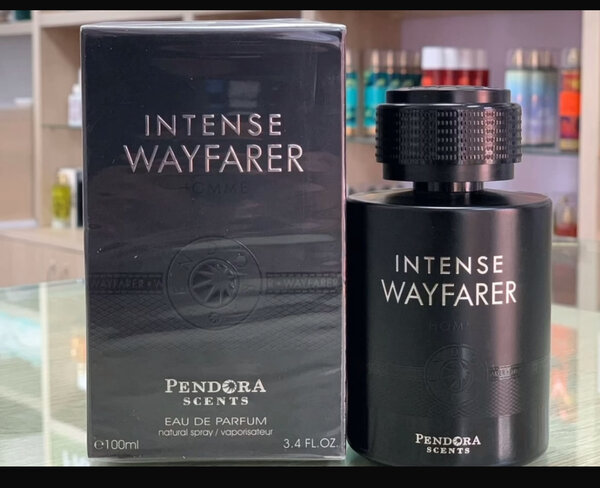 INTENSE
WAYFARER
HOMME
WAYFARER
WAYFARER
PENDORA
SCENTS
EAU DE PARFUM
natural spray / vaporisateur
℮100ml
3.4 FL.OZ.
INTENSE
WAYFARER
HOMME
PENDORA
SCENTS